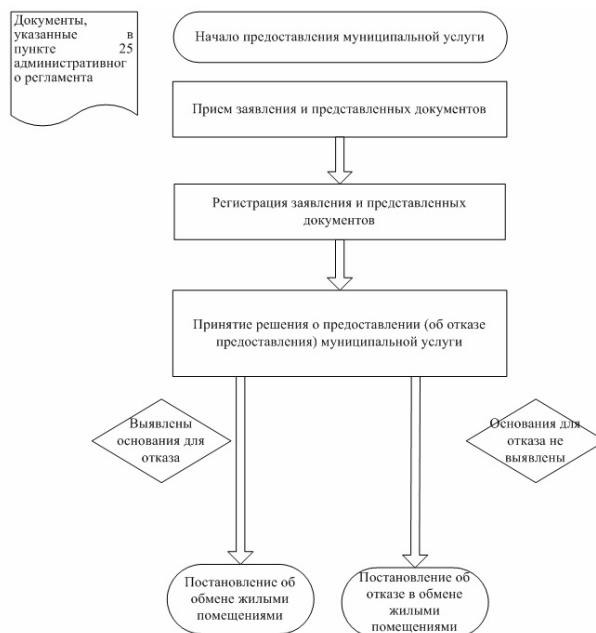 Документы,
указанные в
пункте 25
административног
о регламента
Начало предоставления муниципальной услуги
Прием заявления и представленных документов
Регистрация заявления и представленных
документов
Принятие решения о предоставлении (об отказе
предоставления) муниципальной услуги
Выявлены
основания для
отказа
Основания для
отказа не
выявлены
Постановление об
обмене жилыми
помещениями
Постановление об
отказе в обмене
жилыми
помещениями